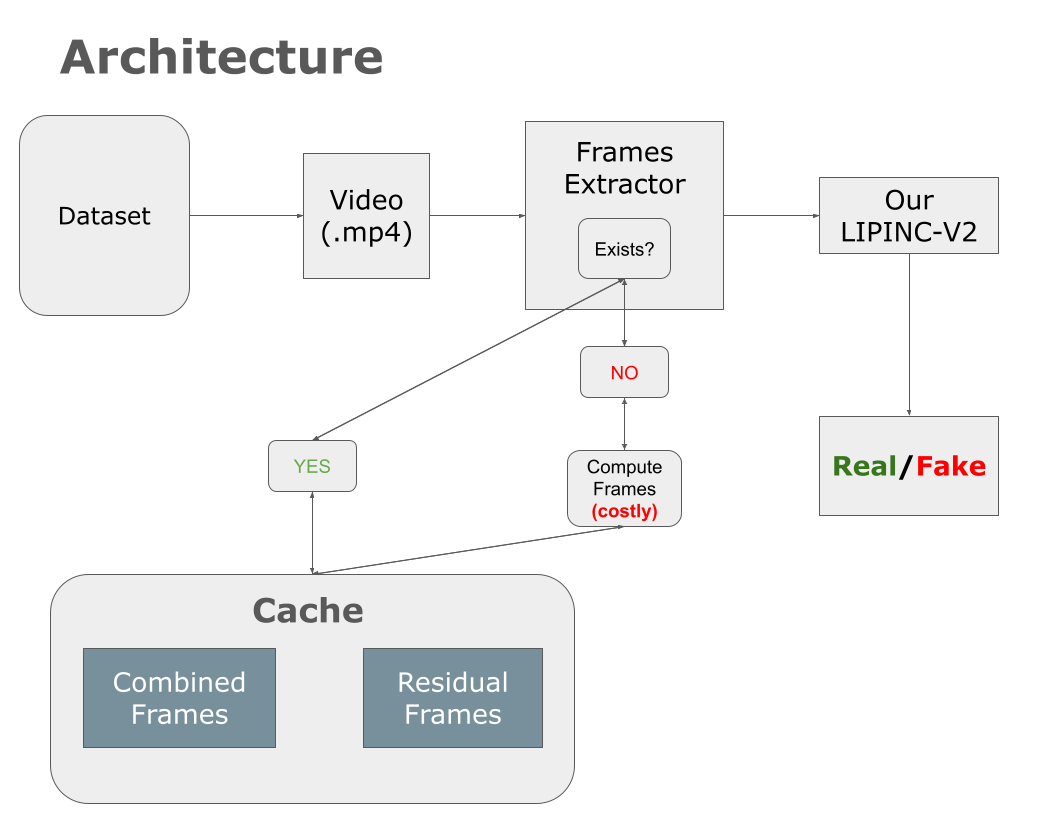 Architecture
Dataset
Video
(.mp4)
Frames
Extractor
Exists?
Our
LIPINC-V2
NO
YES
Compute
Frames
(costly)
Real/Fake
Cache
Combined
Frames
Residual
Frames